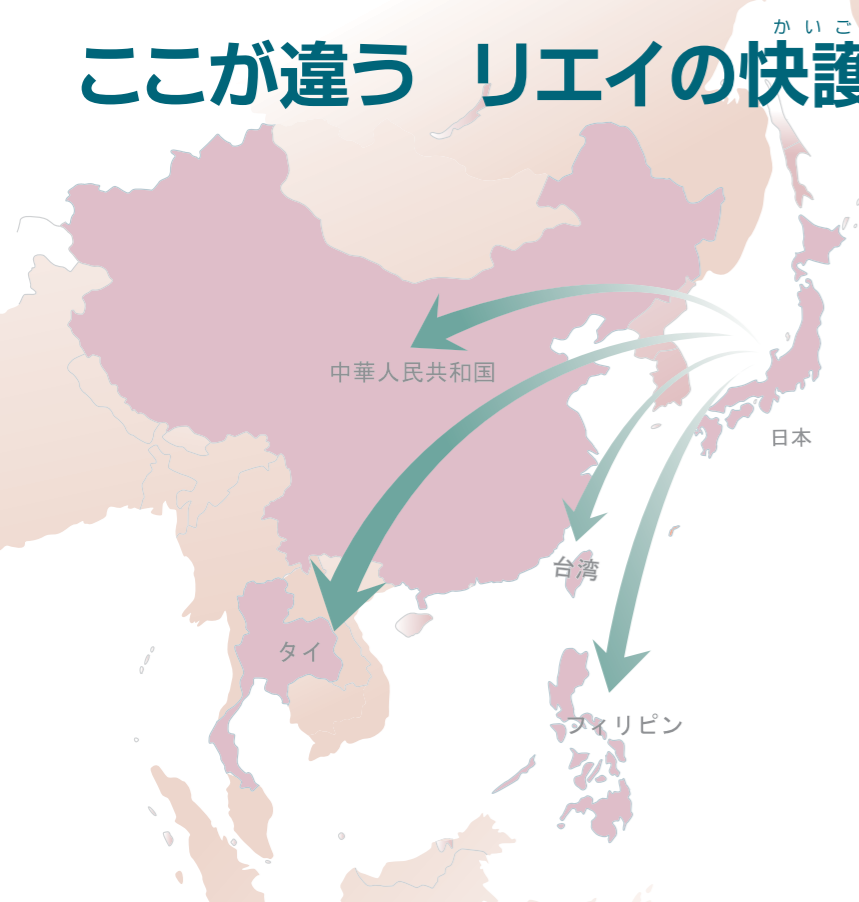 かいご
ここが違う リエイの快護
中華人民共和国
日本
台湾
タイ
フィリピン